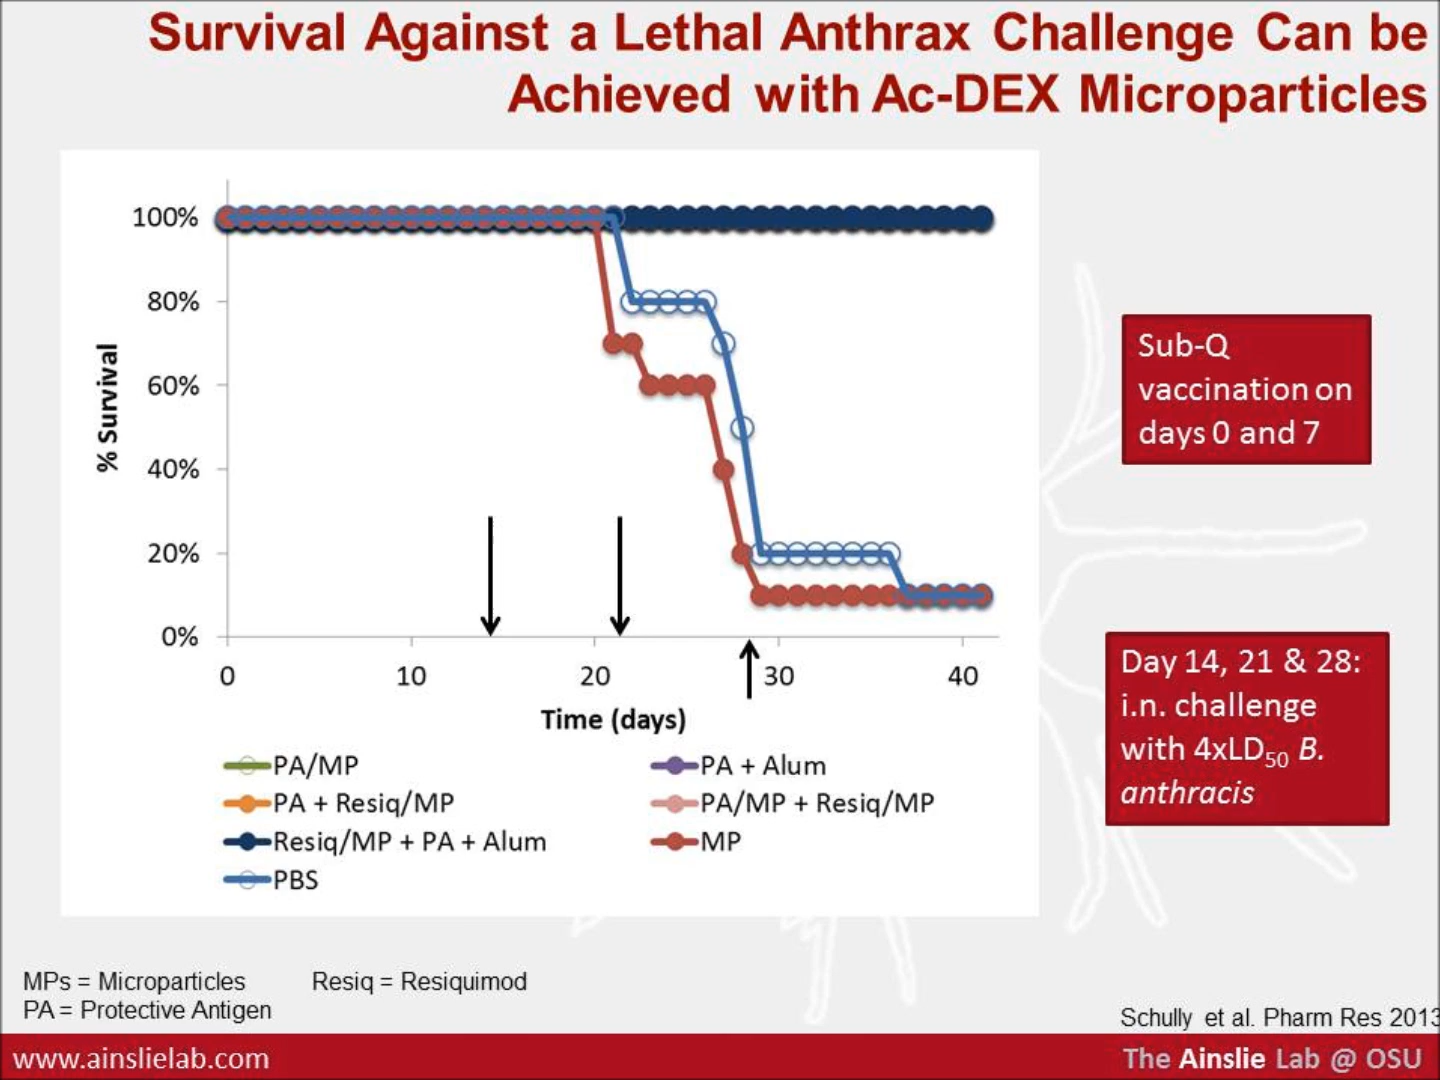 Survival Against a Lethal Anthrax Challenge Can be
Achieved with Ac-DEX Microparticles
100%
80%
60%
40%
20%
0%
% Survival
0 10 20 30 40
Time (days)
PA/MP PA + Alum
PA + Resiq/MP PA/MP + Resiq/MP
Resiq/MP + PA + Alum MP
PBS
Sub-Q
vaccination on
days 0 and 7
Day 14, 21 & 28:
i.n. challenge
with 4xLD50 B.
anthracis
MPs = Microparticles Resiq = Resiquimod
PA = Protective Antigen
Schully et al. Pharm Res 2013
www.ainslielab.com The Ainslie Lab @ OSU